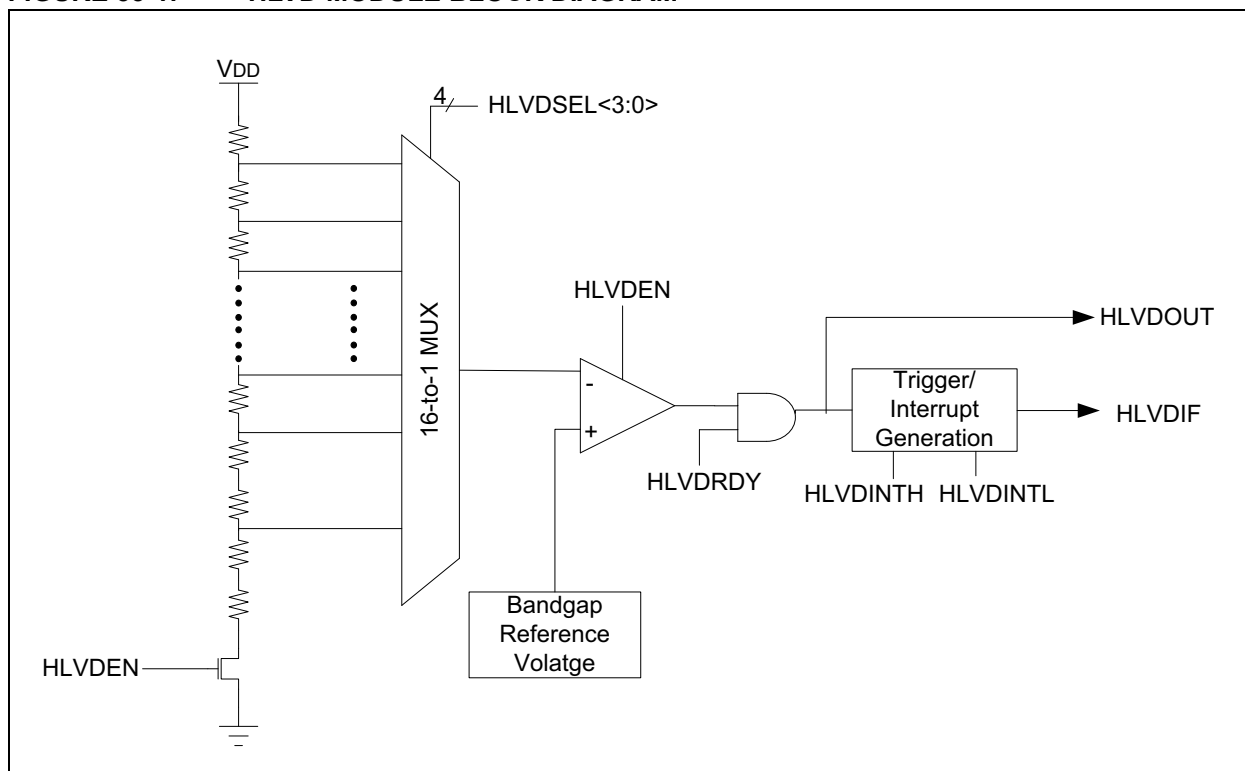 VDD
4
HLVDSEL<3:0>
16-to-1 MUX
HLVDEN
-
+
HLVDRDY
HLVDOUT
Trigger/
Interrupt
Generation
HLVDIF
HLVDINTH
HLVDINTL
Bandgap
Reference
Volatge
HLVDEN